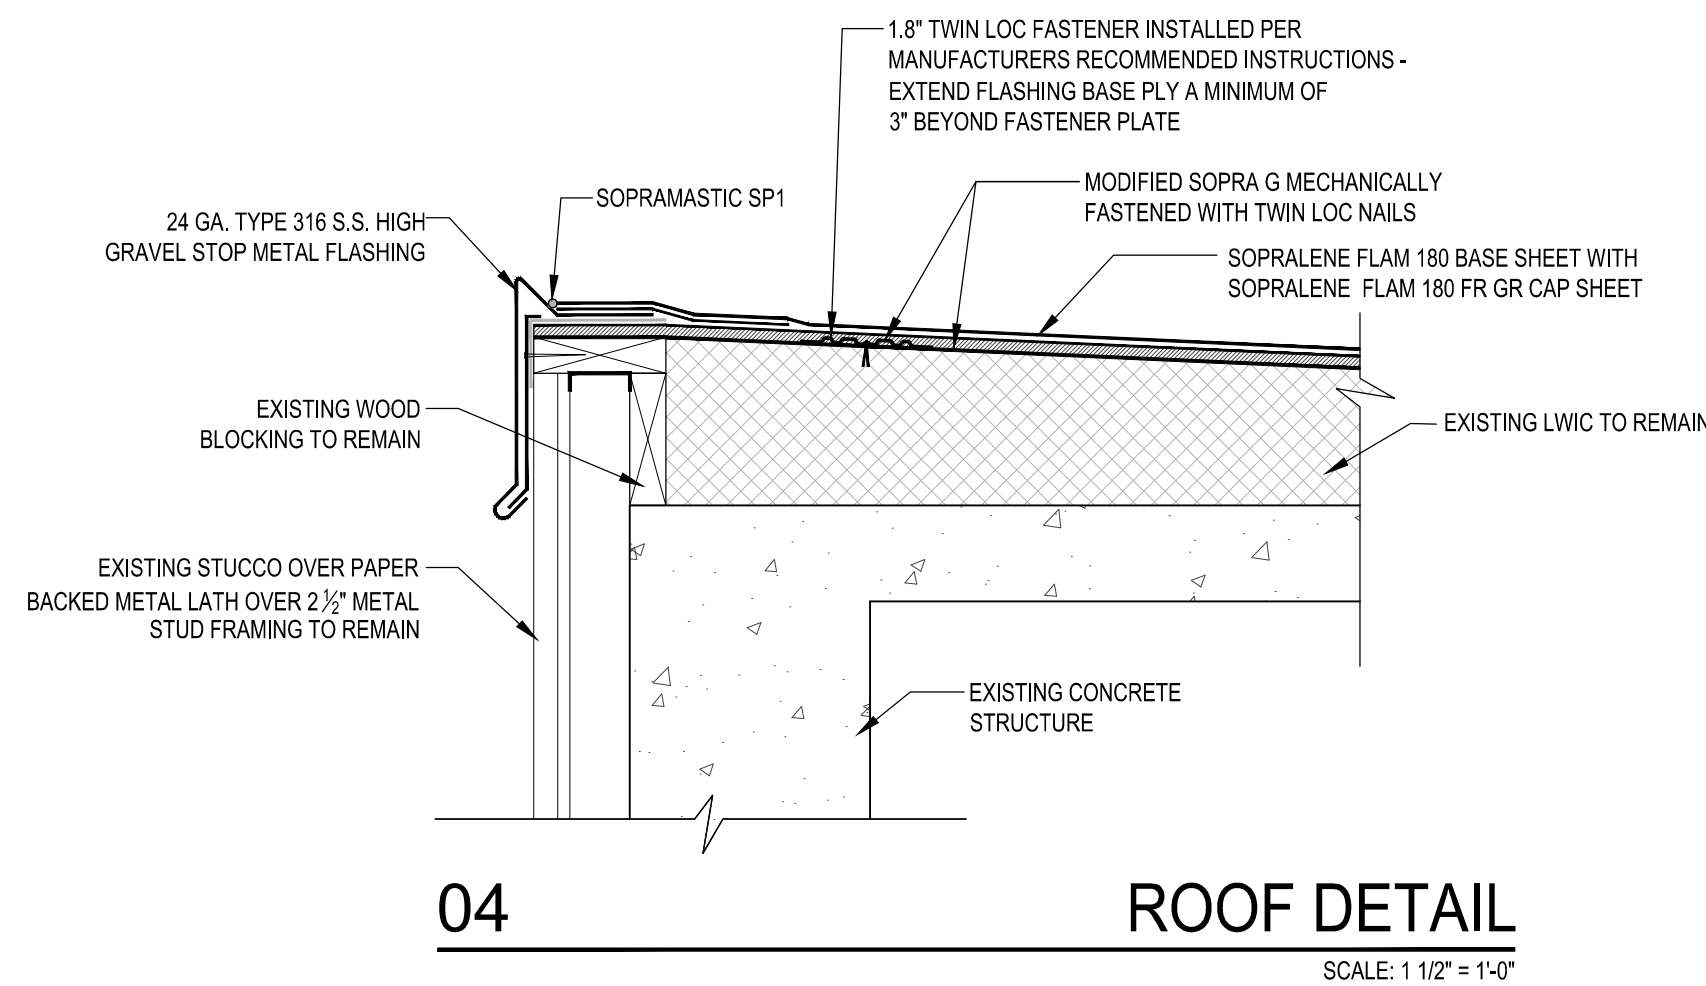 1.8" TWIN LOC FASTENER INSTALLED PER
MANUFACTURERS RECOMMENDED INSTRUCTIONS -
EXTEND FLASHING BASE PLY A MINIMUM OF
3" BEYOND FASTENER PLATE
MODIFIED SOPRA G MECHANICALLY
FASTENED WITH TWIN LOC NAILS
SOPRAMASTIC SP1
24 GA. TYPE 316 S.S. HIGH
GRAVEL STOP METAL FLASHING
SOPRALENE FLAM 180 BASE SHEET WITH
SOPRALENE FLAM 180 FR GR CAP SHEET
EXISTING WOOD
BLOCKING TO REMAIN
EXISTING LWIC TO REMAIN
EXISTING STUCCO OVER PAPER
BACKED METAL LATH OVER 2 ½" METAL
STUD FRAMING TO REMAIN
EXISTING CONCRETE
STRUCTURE
04
ROOF DETAIL
SCALE: 1 1/2" = 1'-0"